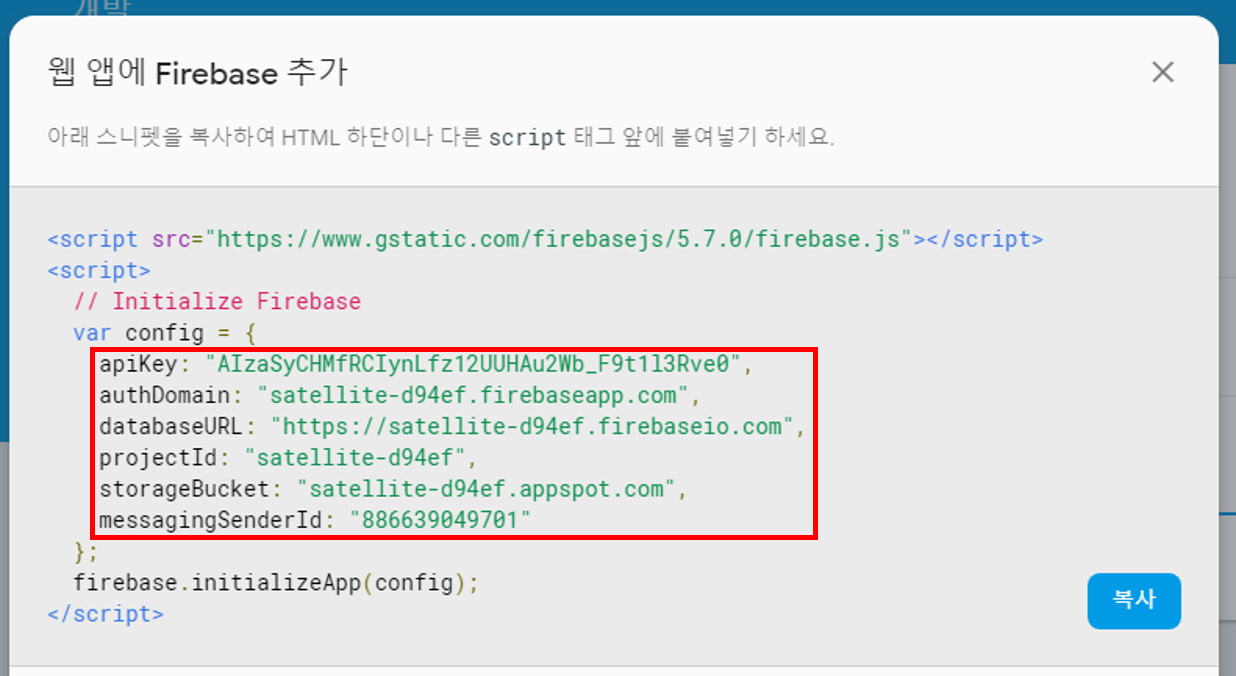 개발
웹 앱에 Firebase 추가
아래 스니펫을 복사하여 HTML 하단이나 다른 script 태그 앞에 붙여넣기 하세요.
<script src="https://www.gstatic.com/firebasejs/5.7.0/firebase.js"></script>
<script>
// Initialize Firebase
var config = {
apiKey: "AIzaSyCHMfRCIynLfz12UUHAu2Wb_F9t1l3Rve0",
authDomain: "satellite-d94ef.firebaseapp.com",
databaseURL: "https://satellite-d94ef.firebaseio.com",
projectId: "satellite-d94ef",
storageBucket: "satellite-d94ef.appspot.com",
messagingSenderId: "886639049701"
};
firebase.initializeApp(config);
</script>
복사